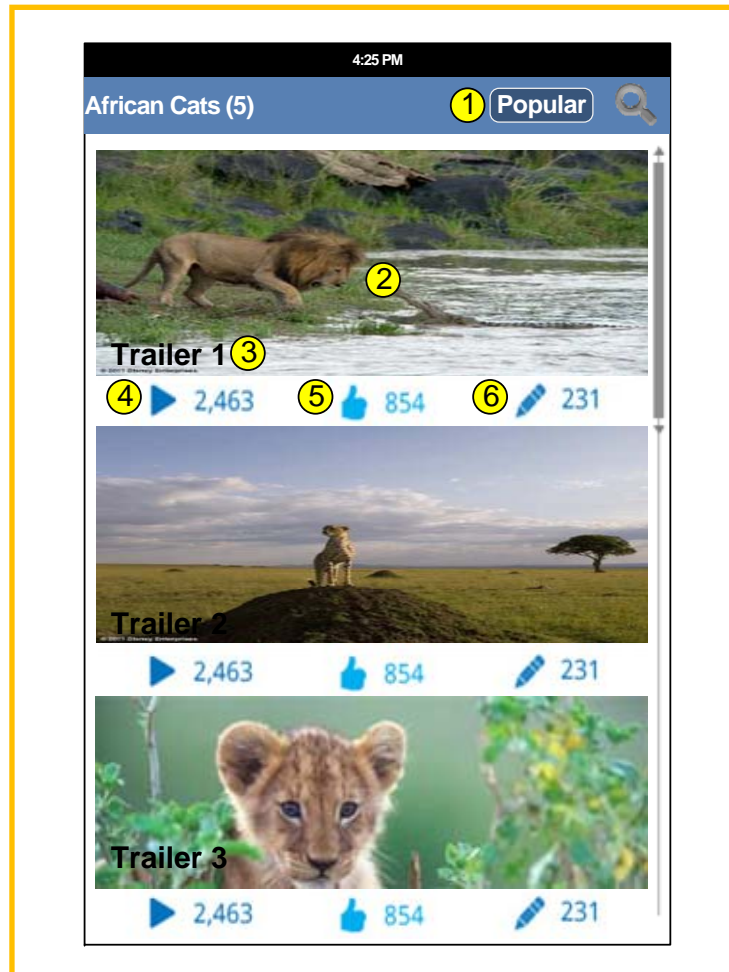 4:25 PM
African Cats (5) 1 Popular
2
Trailer 1 3
4 2,463 5 854 6 231
Trailer 2
2,463 854 231
Trailer 3
2,463 854 231